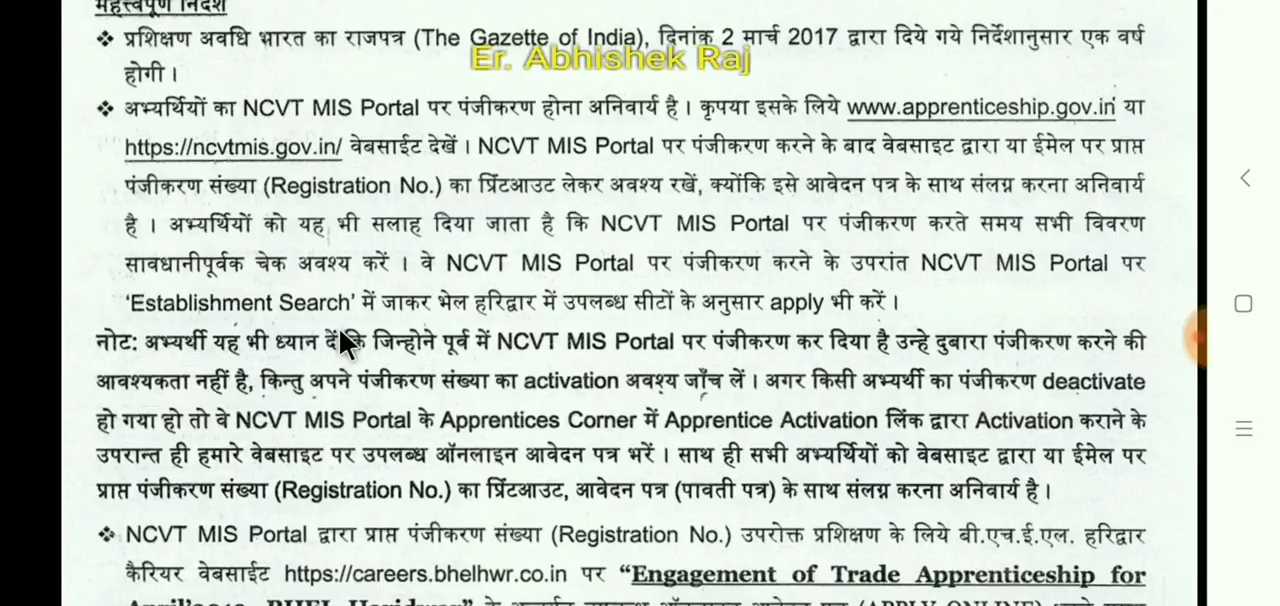 महत्त्वपूर्ण निर्देश
❖ प्रशिक्षण अवधि भारत का राजपत्र (The Gazette of India), दिनांक 2 मार्च 2017 द्वारा दिये गये निर्देशानुसार एक वर्ष
Er. Abhishek Raj
होगी ।
❖ अभ्यर्थियों का NCVT MIS Portal पर पंजीकरण होना अनिवार्य है । कृपया इसके लिये www.apprenticeship.gov.in या
https://ncvtmis.gov.in/ वेबसाईट देखें । NCVT MIS Portal पर पंजीकरण करने के बाद वेबसाइट द्वारा या ईमेल पर प्राप्त
पंजीकरण संख्या (Registration No.) का प्रिंटआउट लेकर अवश्य रखें, क्योंकि इसे आवेदन पत्र के साथ संलग्न करना अनिवार्य
है । अभ्यर्थियों को यह भी सलाह दिया जाता है कि NCVT MIS Portal पर पंजीकरण करते समय सभी विवरण
सावधानीपूर्वक चेक अवश्य करें । वे NCVT MIS Portal पर पंजीकरण करने के उपरांत NCVT MIS Portal पर
'Establishment Search' में जाकर भेल हरिद्वार में उपलब्ध सीटों के अनुसार apply भी करें ।
नोट: अभ्यर्थी यह भी ध्यान दें कि जिन्होने पूर्व में NCVT MIS Portal पर पंजीकरण कर दिया है उन्हे दुबारा पंजीकरण करने की
आवश्यकता नहीं है, किन्तु अपने पंजीकरण संख्या का activation अवश्य जाँच लें । अगर किसी अभ्यर्थी का पंजीकरण deactivate
हो गया हो तो वे NCVT MIS Portal के Apprentices Corner में Apprentice Activation लिंक द्वारा Activation कराने के
उपरान्त ही हमारे वेबसाइट पर उपलब्ध ऑनलाइन आवेदन पत्र भरें । साथ ही सभी अभ्यर्थियों को वेबसाइट द्वारा या ईमेल पर
प्राप्त पंजीकरण संख्या (Registration No.) का प्रिंटआउट, आवेदन पत्र (पावती पत्र) के साथ संलग्न करना अनिवार्य है ।
❖ NCVT MIS Portal द्वारा प्राप्त पंजीकरण संख्या (Registration No.) उपरोक्त प्रशिक्षण के लिये बी.एच.ई.एल. हरिद्वार
कैरियर वेबसाईट https://careers.bhelhwr.co.in पर "Engagement of Trade Apprenticeship for